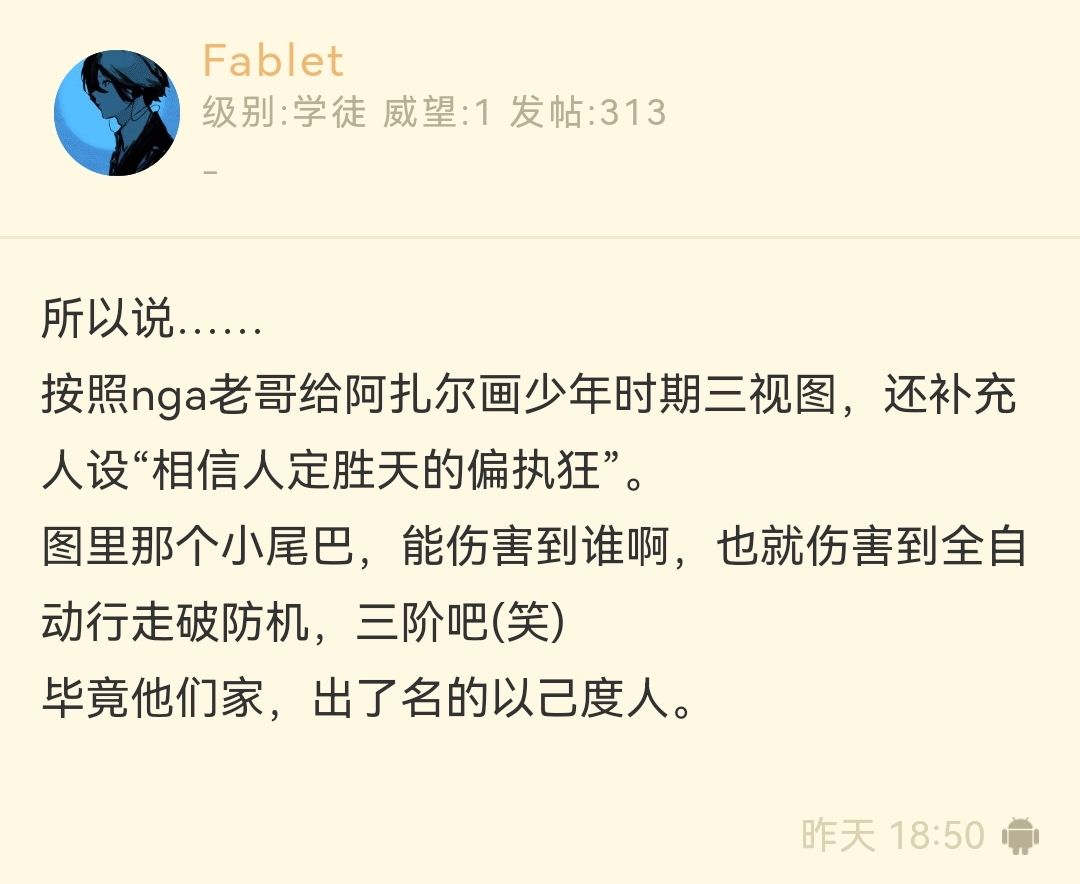 Fablet
级别:学徒 威望:1 发帖:313
-
所以说……
按照nga老哥给阿扎尔画少年时期三视图，还补充
人设“相信人定胜天的偏执狂”。
图里那个小尾巴，能伤害到谁啊，也就伤害到全自
动行走破防机，三阶吧(笑)
毕竟他们家，出了名的以己度人。
昨天 18:50